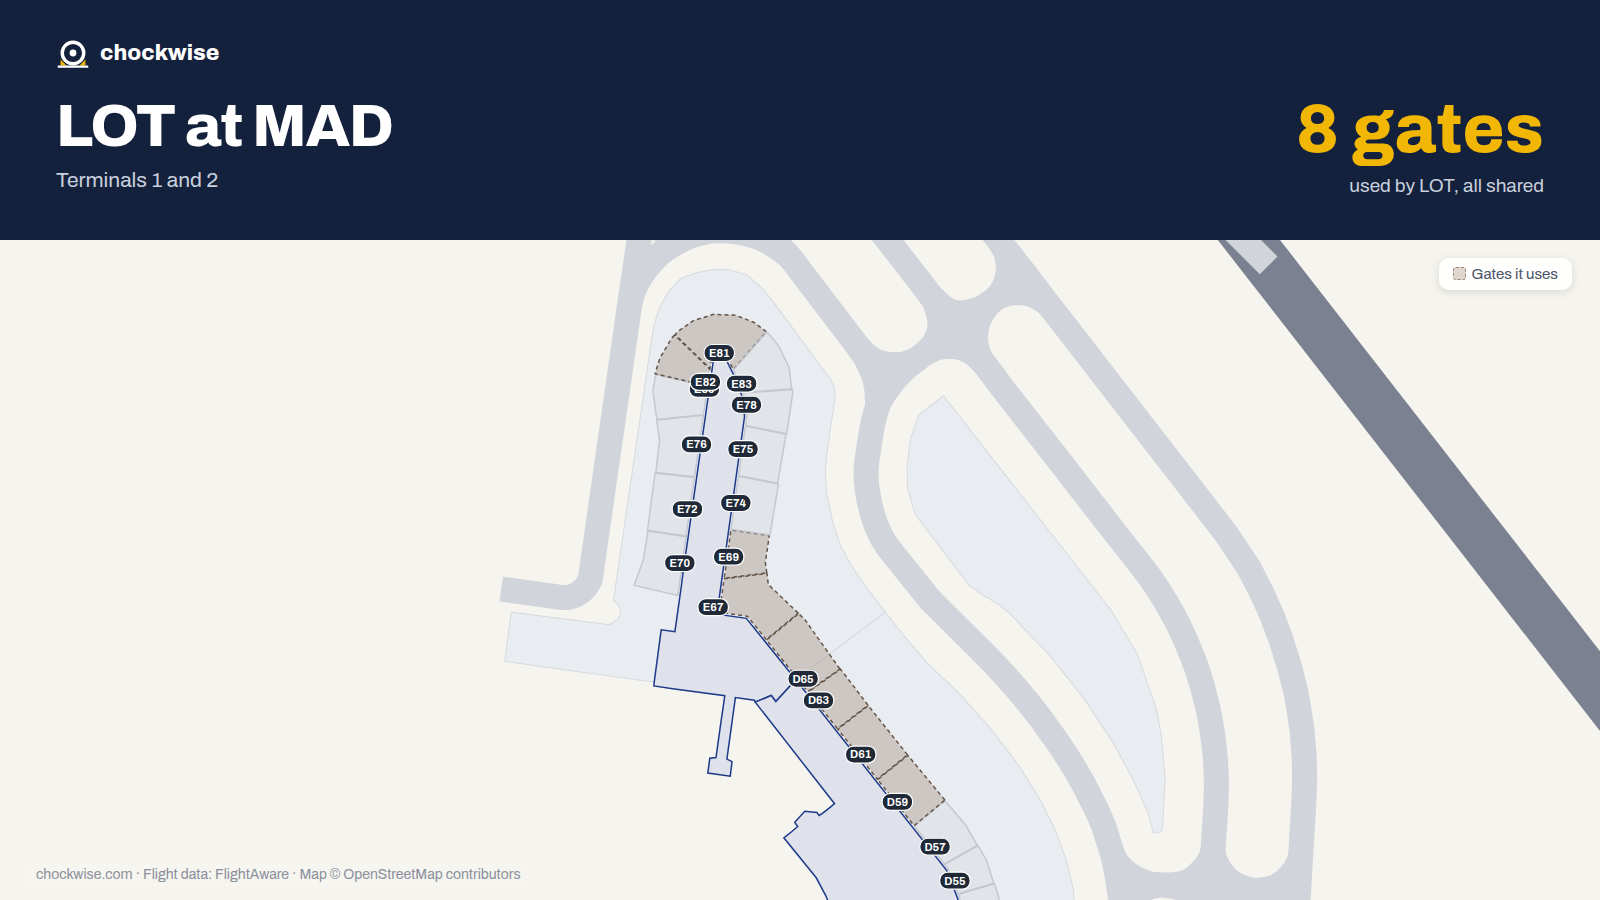 chockwise
LOT at MAD
Terminals 1 and 2
8 gates
used by LOT, all shared
Gates it uses
E81
E82
E83
E78
E76
E75
E74
E72
E69
E70
E67
D65
D63
D61
D59
D57
D55
chockwise.com · Flight data: FlightAware · Map © OpenStreetMap contributors